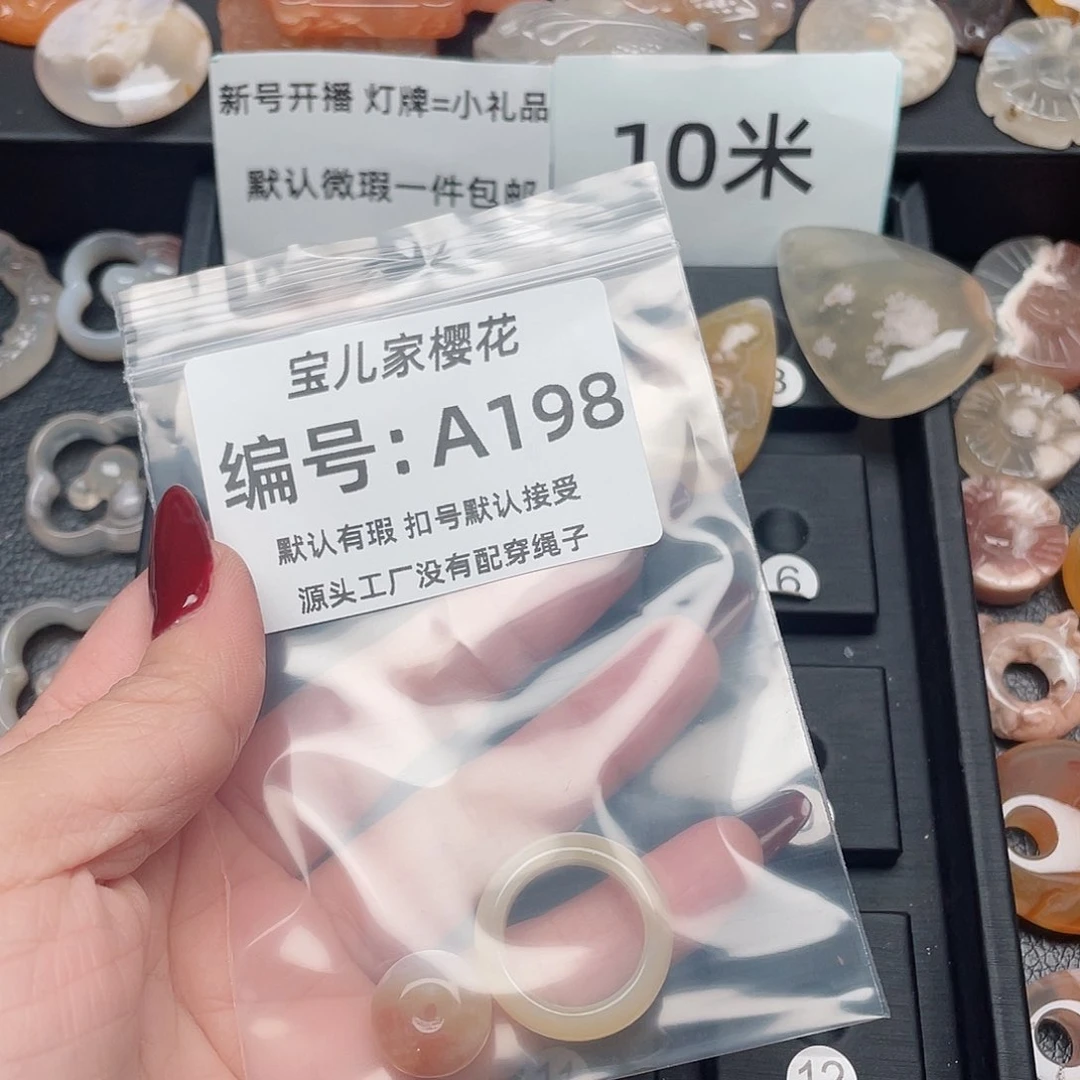 新号开播 灯牌=小礼品
默认微瑕一件包邮
10米
宝儿家樱花
编号:A198
默认有瑕 扣号默认接受
源头工厂没有配穿绳子
8
6
11
12